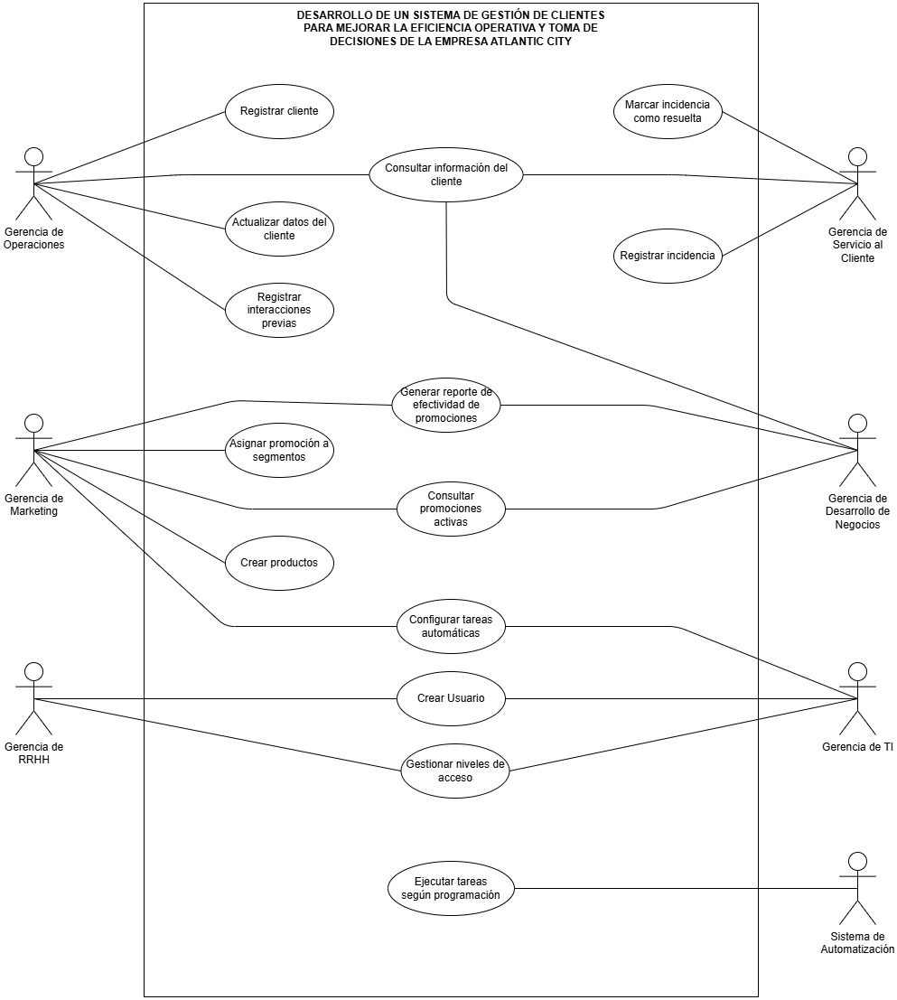 DESARROLLO DE UN SISTEMA DE GESTIÓN DE CLIENTES
PARA MEJORAR LA EFICIENCIA OPERATIVA Y TOMA DE
DECISIONES DE LA EMPRESA ATLANTIC CITY
Registrar cliente
Marcar incidencia
como resuelta
Consultar información del
cliente
Gerencia de
Operaciones
Actualizar datos del
cliente
Gerencia de
Servicio al
Cliente
Registrar incidencia
Registrar
interacciones
previas
Generar reporte de
efectividad de
promociones
Asignar promoción a
segmentos
Gerencia de
Marketing
Consultar
promociones
activas
Gerencia de
Desarrollo de
Negocios
Crear productos
Configurar tareas
automáticas
Crear Usuario
Gerencia de
RRHH
Gerencia de TI
Gestionar niveles de
acceso
Ejecutar tareas
según programación
Sistema de
Automatización